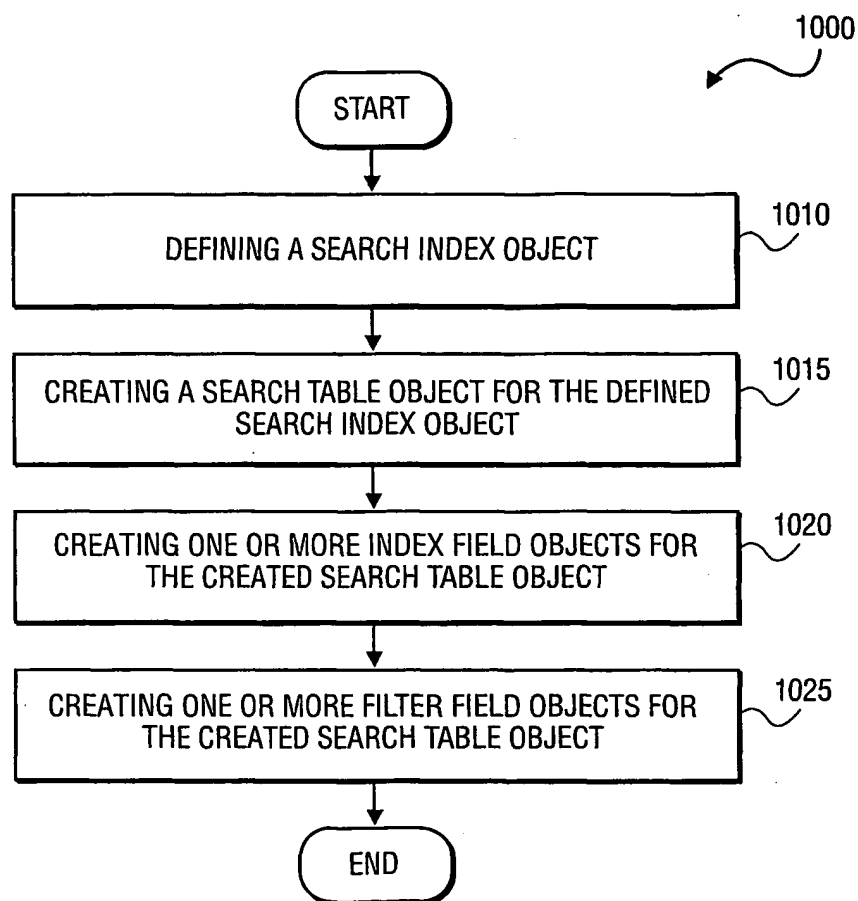 1000
START
DEFINING A SEARCH INDEX OBJECT
1010
CREATING A SEARCH TABLE OBJECT FOR THE DEFINED
SEARCH INDEX OBJECT
1015
CREATING ONE OR MORE INDEX FIELD OBJECTS FOR
THE CREATED SEARCH TABLE OBJECT
1020
CREATING ONE OR MORE FILTER FIELD OBJECTS FOR
THE CREATED SEARCH TABLE OBJECT
1025
END